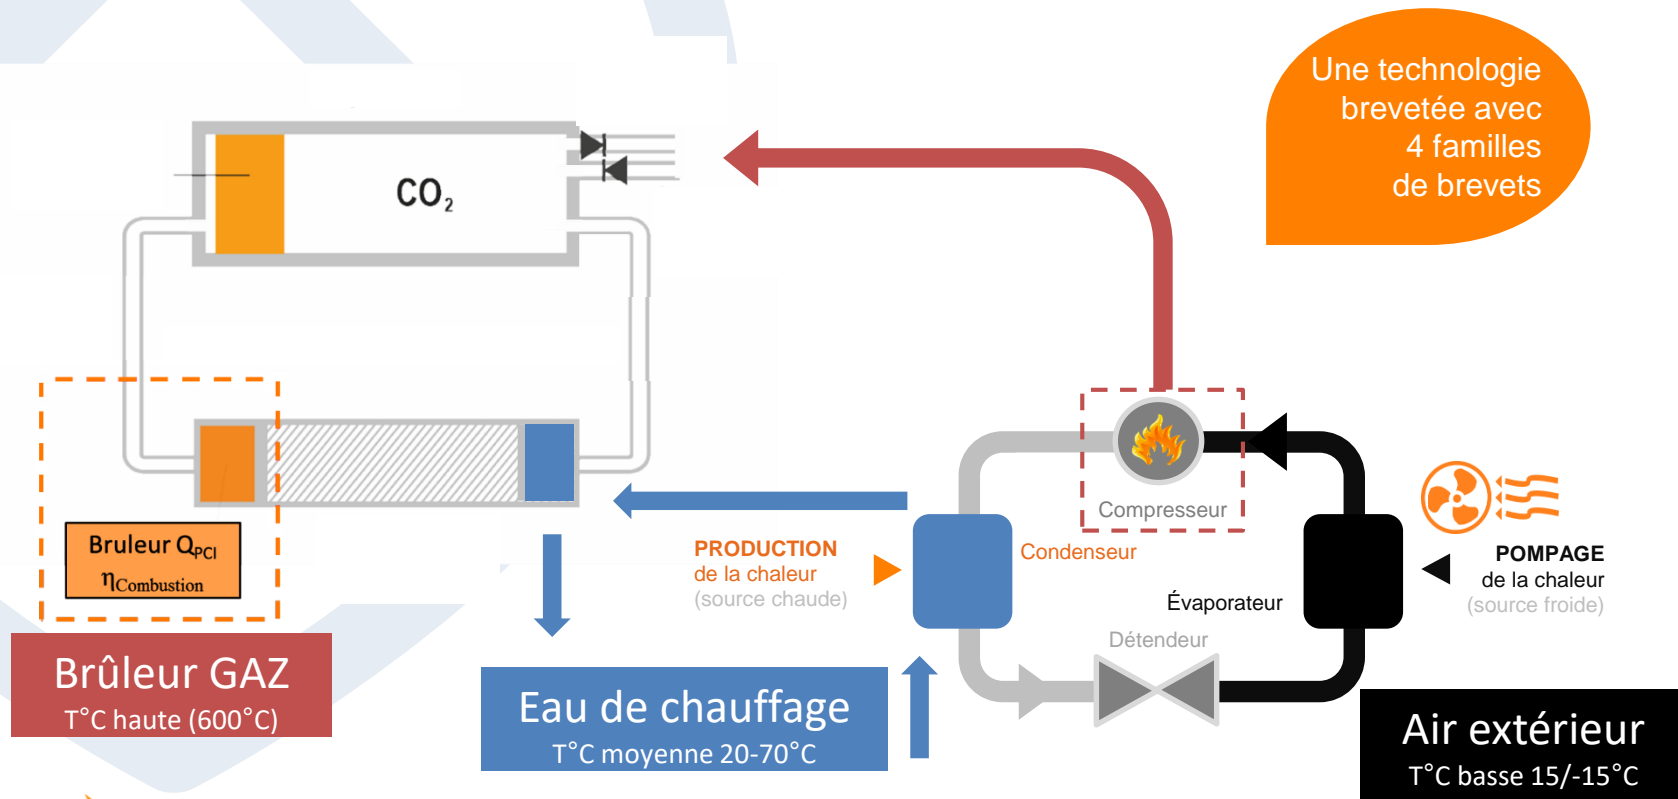 Une technologie
brevetée avec
4 familles
de brevets
CO₂
Bruleur Q_PCI
η_Combustion
Brûleur GAZ
T°C haute (600°C)
Compresseur
PRODUCTION
de la chaleur
(source chaude)
Condenseur
Évaporateur
POMPAGE
de la chaleur
(source froide)
Détendeur
Eau de chauffage
T°C moyenne 20-70°C
Air extérieur
T°C basse 15/-15°C